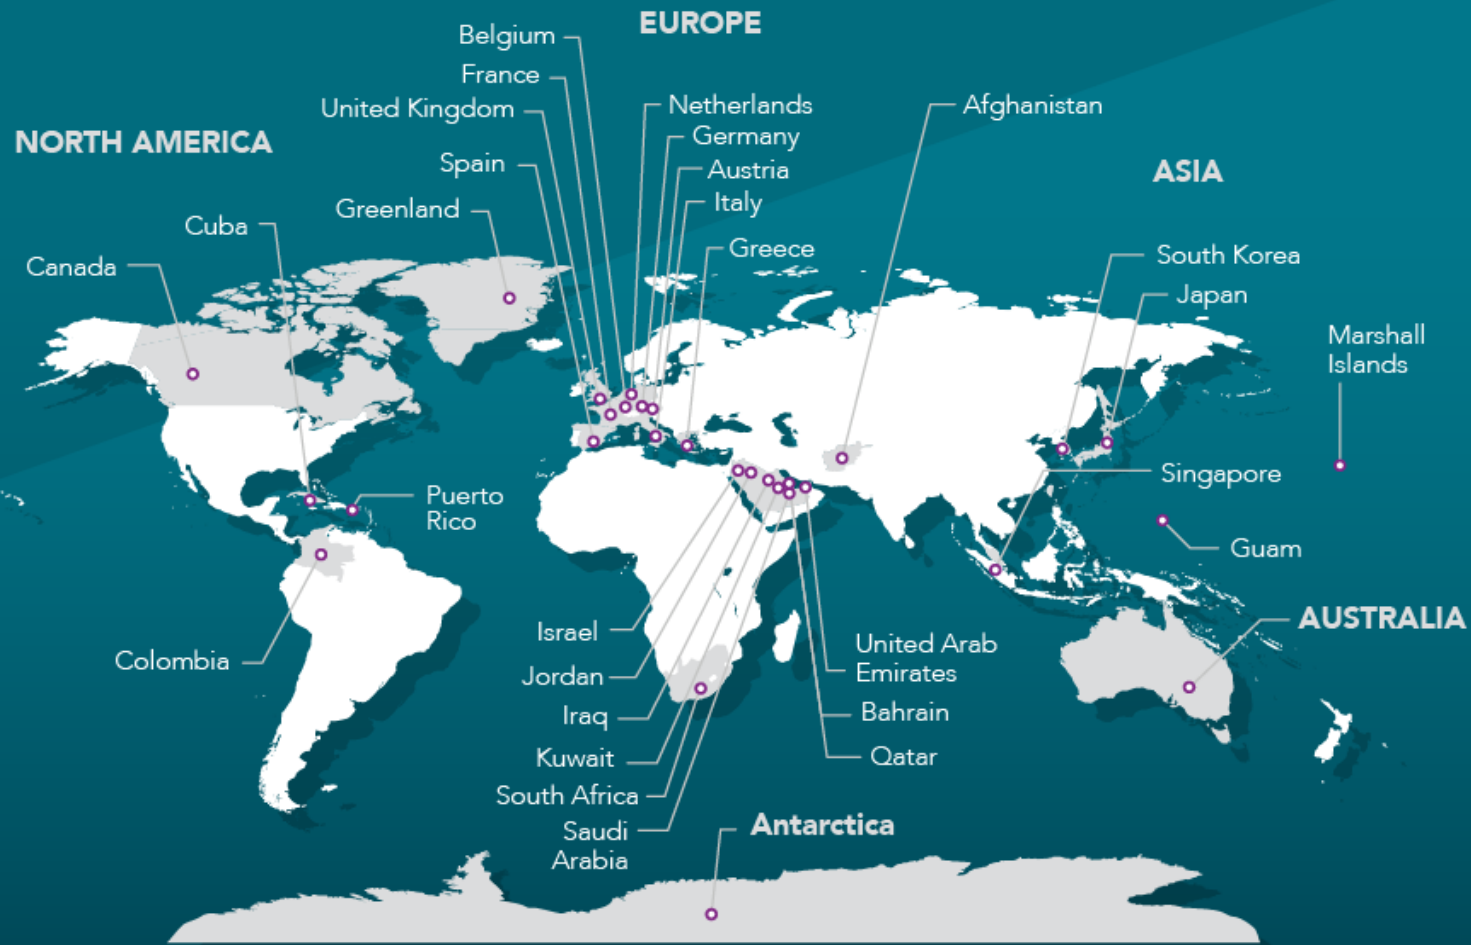 EUROPE
Belgium
France
United Kingdom
Netherlands
Afghanistan
Germany
NORTH AMERICA
Spain
Austria
ASIA
Italy
Greenland
Cuba
Greece
Canada
South Korea
Japan
Marshall
Islands
Singapore
Puerto
Rico
Guam
AUSTRALIA
Israel
United Arab
Emirates
Colombia
Jordan
Iraq
Bahrain
Kuwait
Qatar
South Africa
Saudi
Arabia
Antarctica